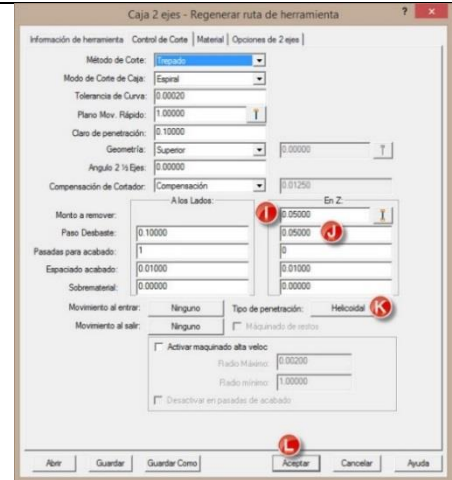 Caja 2 ejes - Regenerar ruta de herramienta ?
Información de herramienta Control de Corte Material Opciones de 2 ejes
Método de Corte: Trepado
Modo de Corte de Caja: Espiral
Tolerancia de Curva: 0.00020
Plano Mov. Rápido: 1.00000
Claro de penetración: 0.10000
Geometría: Superior 0.00000
Angulo 2 ½ Ejes: 0.00000
Compensación de Cortador: Compensación 0.01250
A los Lados: En Z:
Monto a remover: I 0.05000
Paso Desbaste: 0.10000 0.05000 J
Pasadas para acabado: 1 0
Espaciado acabado: 0.01000 0.01000
Sobrematerial: 0.00000 0.00000
Movimiento al entrar: Ninguno Tipo de penetración: Helicoidal K
Movimiento al salir: Ninguno Máquinado de restos
Activar maquinado alta veloc
Radio Máximo: 0.00200
Radio mínimo: 1.00000
Desactivar en pasadas de acabado
L
Abrir Guardar Guardar Como Aceptar Cancelar Ayuda